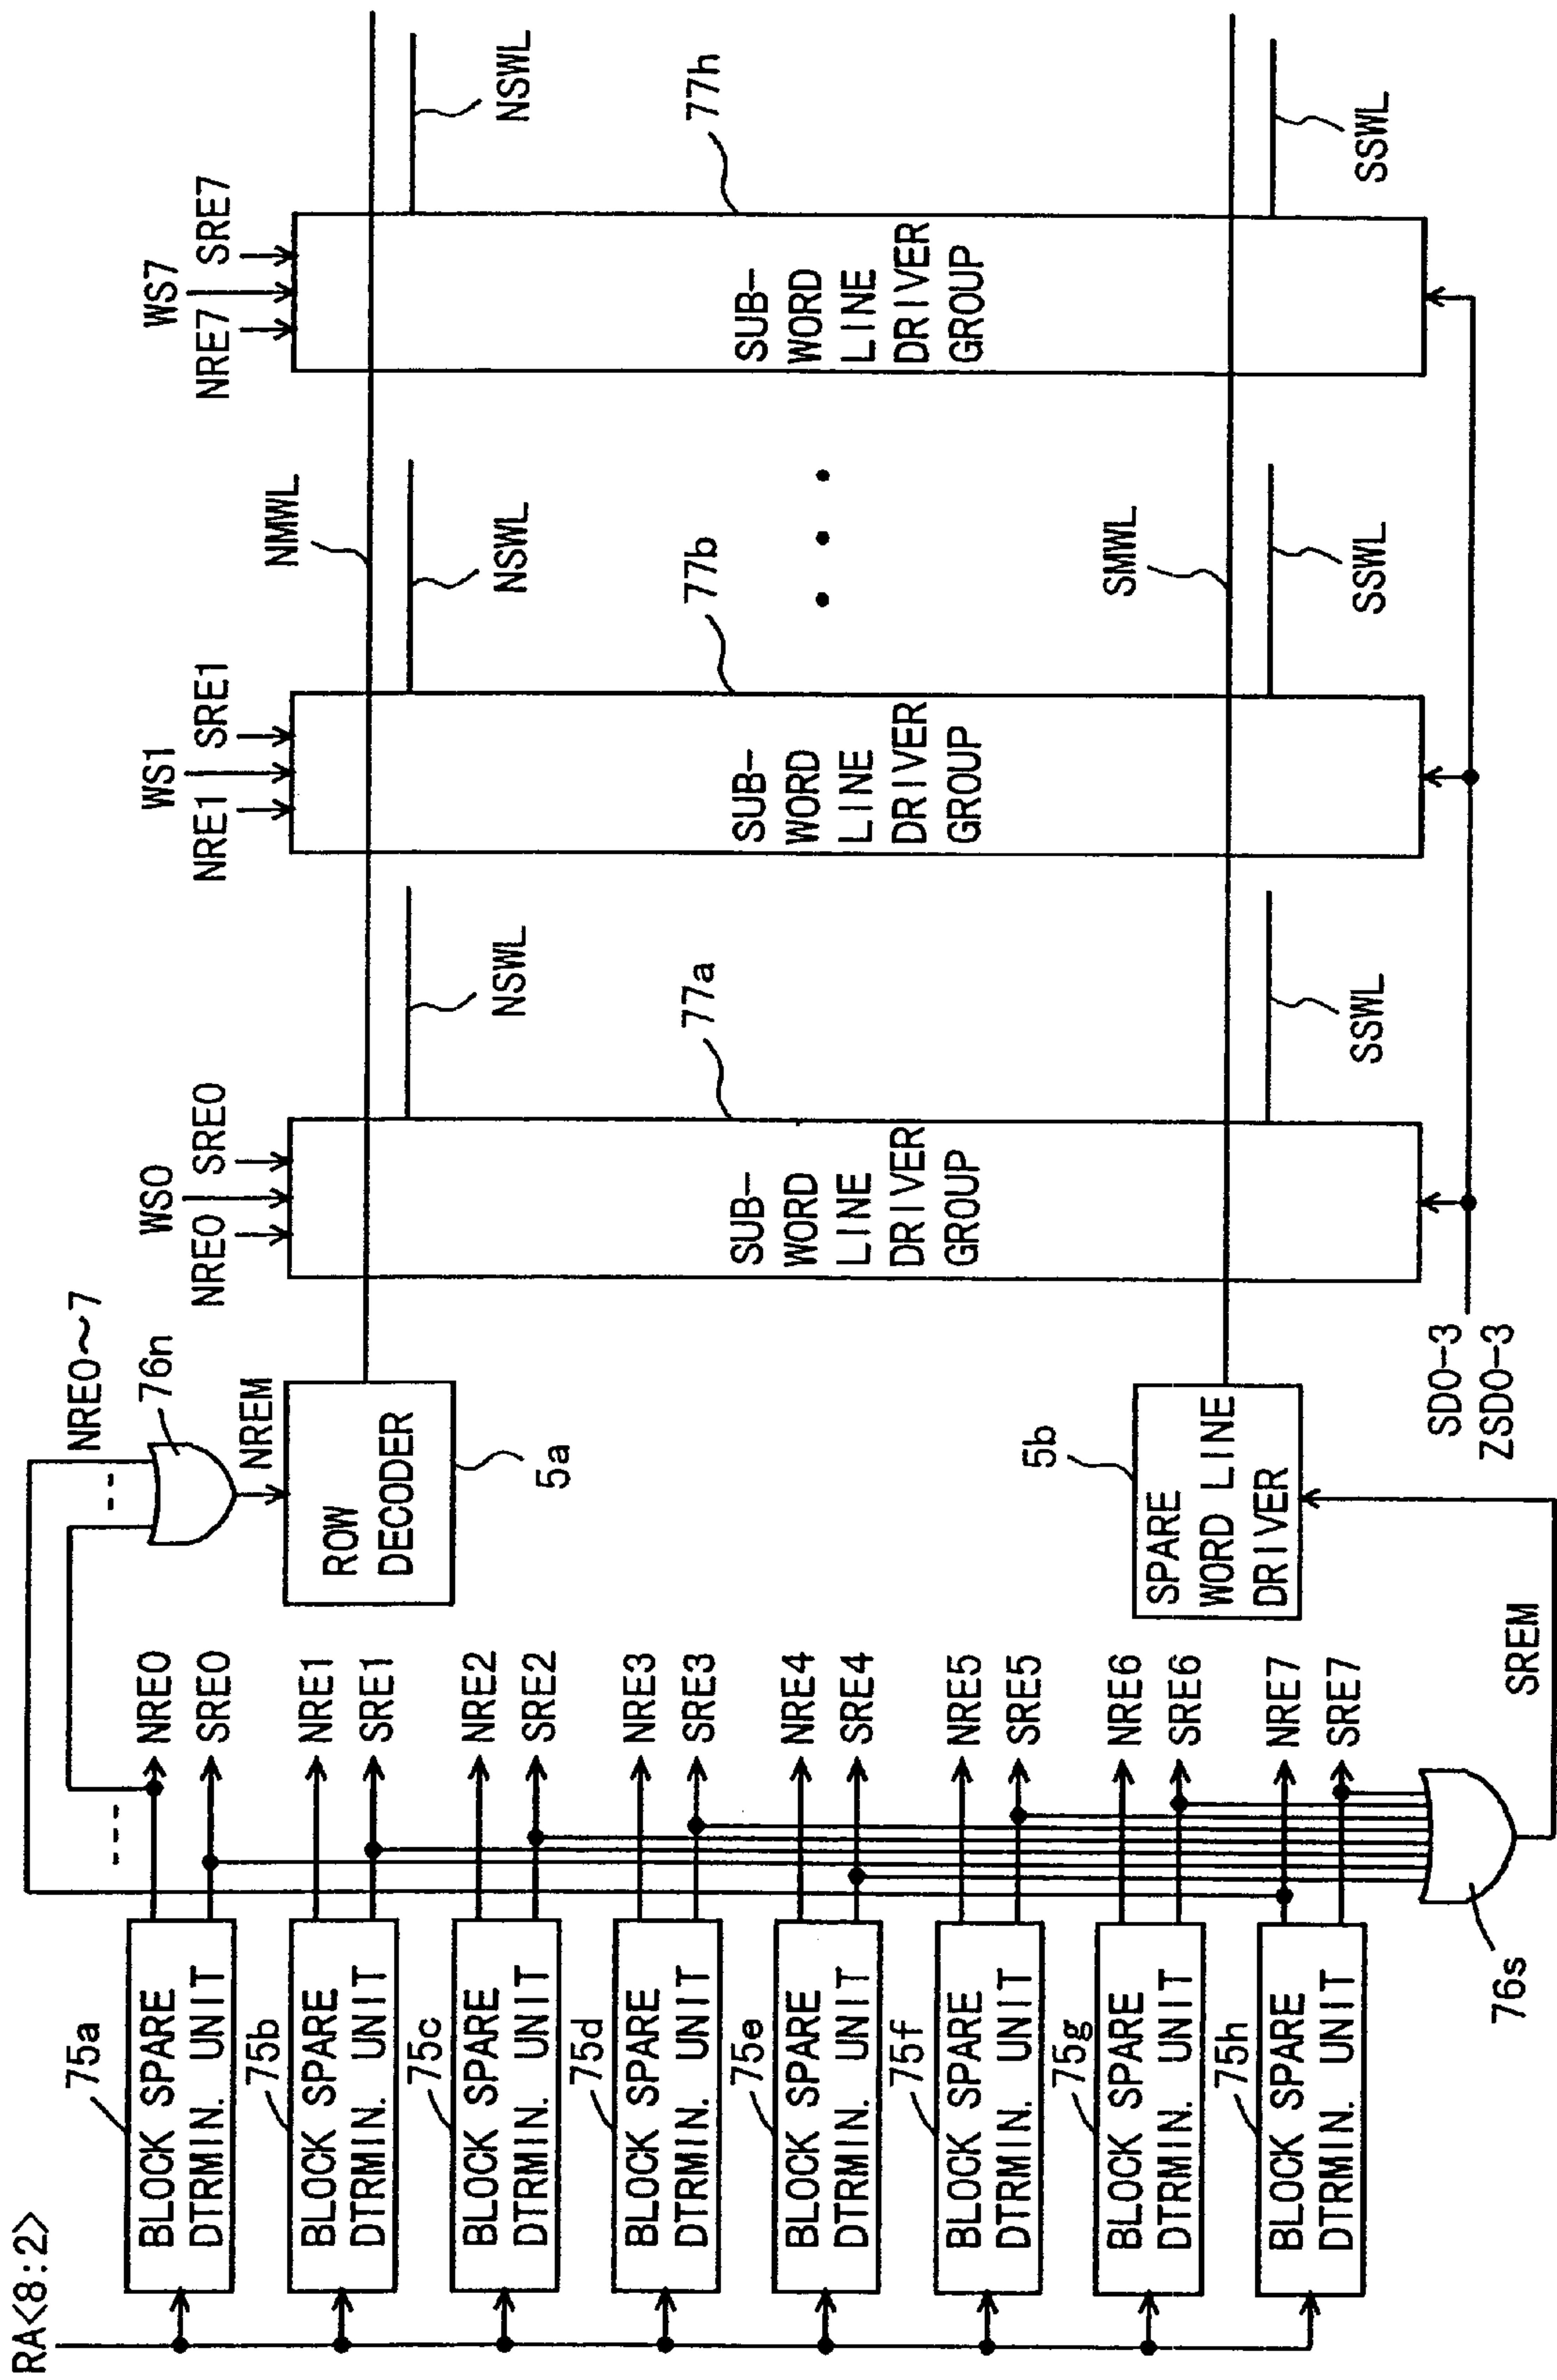 RA<8:2>
75a
BLOCK SPARE
DTRMIN. UNIT
75b
BLOCK SPARE
DTRMIN. UNIT
75c
BLOCK SPARE
DTRMIN. UNIT
75d
BLOCK SPARE
DTRMIN. UNIT
75e
BLOCK SPARE
DTRMIN. UNIT
75f
BLOCK SPARE
DTRMIN. UNIT
75g
BLOCK SPARE
DTRMIN. UNIT
75h
BLOCK SPARE
DTRMIN. UNIT
NRE0
SRE0
NRE1
SRE1
NRE2
SRE2
NRE3
SRE3
NRE4
SRE4
NRE5
SRE5
NRE6
SRE6
NRE7
SRE7
76s
SREM
NRE0~7
76n
NREM
ROW
DECODER
5a
5b
SPARE
WORD LINE
DRIVER
SD0-3
ZSD0-3
WS0
NRE0
SRE0
SUB-
WORD
LINE
DRIVER
GROUP
77a
NSWL
SSWL
WS1
NRE1
SRE1
SUB-
WORD
LINE
DRIVER
GROUP
77b
NMWL
NSWL
SMWL
SSWL
WS7
NRE7
SRE7
SUB-
WORD
LINE
DRIVER
GROUP
77h
NSWL
SSWL